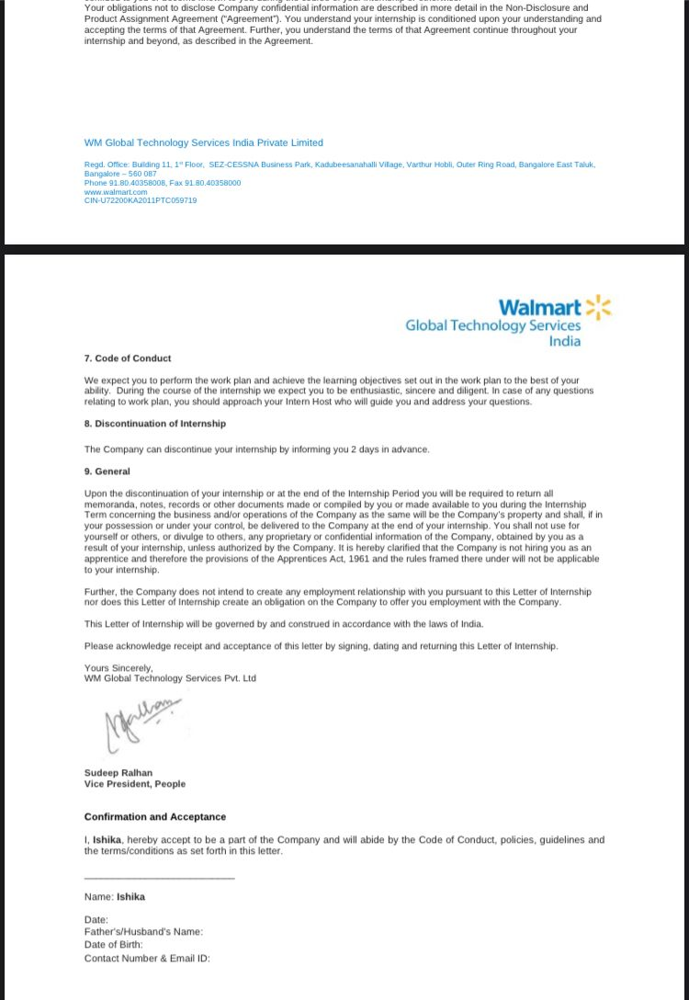 Your obligations not to disclose Company confidential information are described in more detail in the Non-Disclosure and
Product Assignment Agreement (“Agreement”). You understand your internship is conditioned upon your understanding and
accepting the terms of that Agreement. Further, you understand the terms of that Agreement continue throughout your
internship and beyond, as described in the Agreement.
WM Global Technology Services India Private Limited
Regd. Office: Building 11, 1st Floor, SEZ-CESSNA Business Park, Kadubeesanahalli Village, Varthur Hobli, Outer Ring Road, Bangalore East Taluk,
Bangalore – 560 087
Phone 91.80.40358008, Fax 91.80.40358000
www.walmart.com
CIN-U72200KA2011PTC059719
Walmart
Global Technology Services
India
7. Code of Conduct
We expect you to perform the work plan and achieve the learning objectives set out in the work plan to the best of your
ability. During the course of the internship we expect you to be enthusiastic, sincere and diligent. In case of any questions
relating to work plan, you should approach your Intern Host who will guide you and address your questions.
8. Discontinuation of Internship
The Company can discontinue your internship by informing you 2 days in advance.
9. General
Upon the discontinuation of your internship or at the end of the Internship Period you will be required to return all
memoranda, notes, records or other documents made or compiled by you or made available to you during the Internship
Term concerning the business and/or operations of the Company as the same will be the Company's property and shall, if in
your possession or under your control, be delivered to the Company at the end of your internship. You shall not use for
yourself or others, or divulge to others, any proprietary or confidential information of the Company, obtained by you as a
result of your internship, unless authorized by the Company. It is hereby clarified that the Company is not hiring you as an
apprentice and therefore the provisions of the Apprentices Act, 1961 and the rules framed there under will not be applicable
to your internship.
Further, the Company does not intend to create any employment relationship with you pursuant to this Letter of Internship
nor does this Letter of Internship create an obligation on the Company to offer you employment with the Company.
This Letter of Internship will be governed by and construed in accordance with the laws of India.
Please acknowledge receipt and acceptance of this letter by signing, dating and returning this Letter of Internship.
Yours Sincerely,
WM Global Technology Services Pvt. Ltd
Sudeep Ralhan
Vice President, People
Confirmation and Acceptance
I, Ishika, hereby accept to be a part of the Company and will abide by the Code of Conduct, policies, guidelines and
the terms/conditions as set forth in this letter.
Name: Ishika
Date:
Father's/Husband's Name:
Date of Birth:
Contact Number & Email ID: